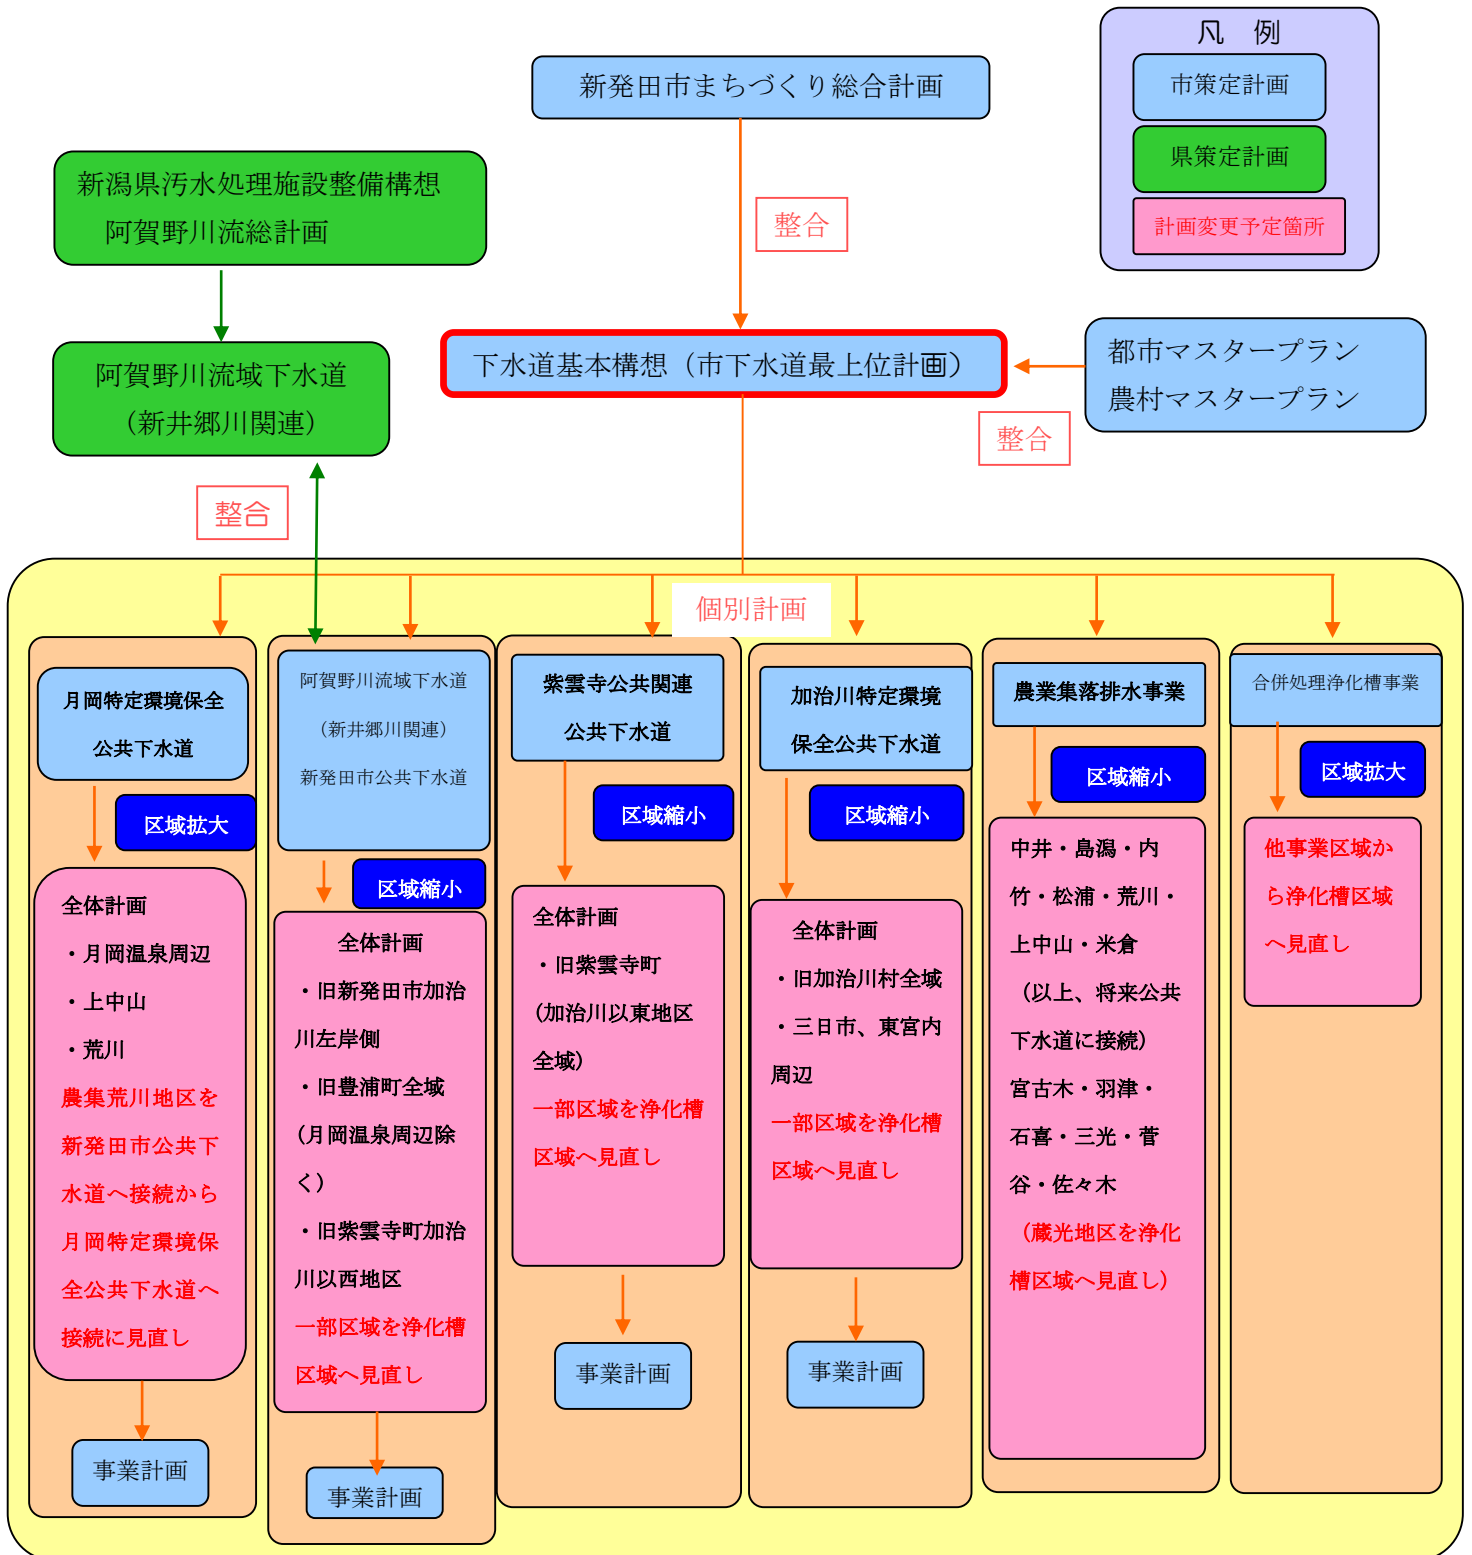 凡　例
市策定計画
県策定計画
計画変更予定箇所
新発田市まちづくり総合計画
新潟県汚水処理施設整備構想
阿賀野川流総計画
整合
阿賀野川流域下水道
（新井郷川関連）
下水道基本構想（市下水道最上位計画）
都市マスタープラン
農村マスタープラン
整合
整合
個別計画
月岡特定環境保全
公共下水道
区域拡大
全体計画
・月岡温泉周辺
・上中山
・荒川
農集荒川地区を
新発田市公共下
水道へ接続から
月岡特定環境保
全公共下水道へ
接続に見直し
事業計画
阿賀野川流域下水道
（新井郷川関連）
新発田市公共下水道
区域縮小
全体計画
・旧新発田市加治
川左岸側
・旧豊浦町全域
(月岡温泉周辺除
く)
・旧紫雲寺町加治
川以西地区
一部区域を浄化槽
区域へ見直し
事業計画
紫雲寺公共関連
公共下水道
区域縮小
全体計画
・旧紫雲寺町
(加治川以東地区
全域)
一部区域を浄化槽
区域へ見直し
事業計画
加治川特定環境
保全公共下水道
区域縮小
全体計画
・旧加治川村全域
・三日市、東宮内
周辺
一部区域を浄化槽
区域へ見直し
事業計画
農業集落排水事業
区域縮小
中井・島潟・内
竹・松浦・荒川・
上中山・米倉
（以上、将来公共
下水道に接続）
宮古木・羽津・
石喜・三光・菅
谷・佐々木
（蔵光地区を浄化
槽区域へ見直し）
合併処理浄化槽事業
区域拡大
他事業区域か
ら浄化槽区域
へ見直し